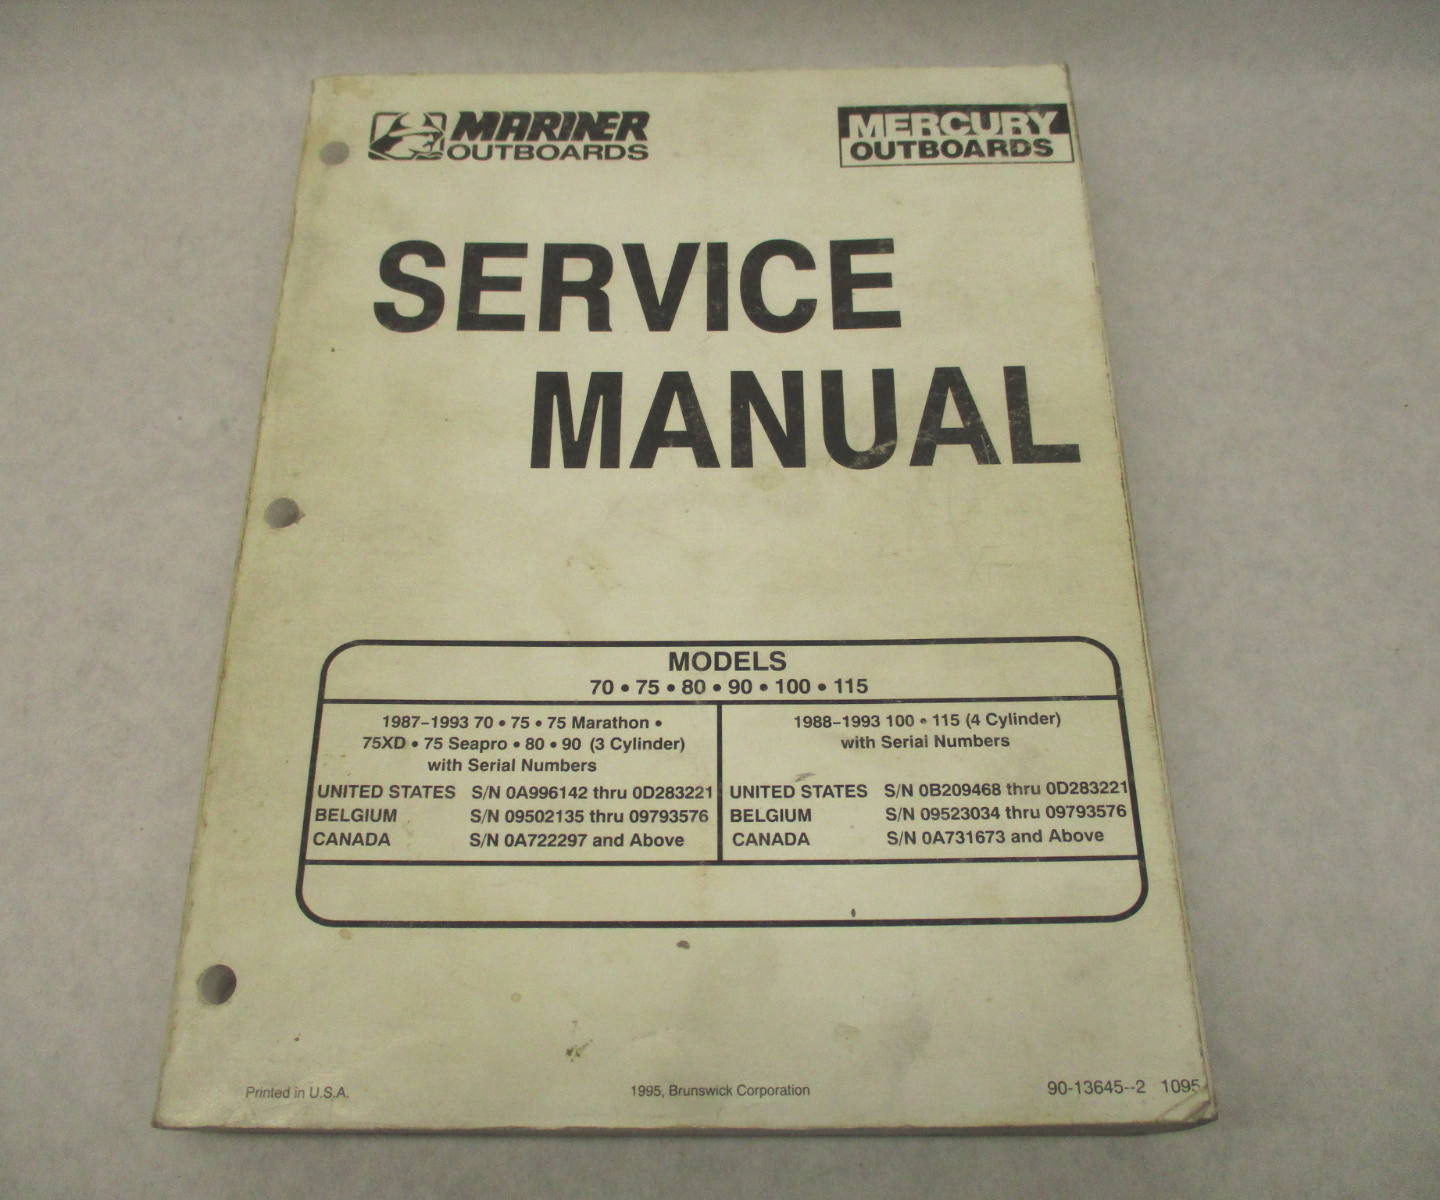 MARINER
OUTBOARDS
MERCURY
OUTBOARDS
SERVICE
MANUAL
MODELS
70 • 75 • 80 • 90 • 100 • 115
1987–1993 70 • 75 • 75 Marathon •
75XD • 75 Seapro • 80 • 90 (3 Cylinder)
with Serial Numbers
UNITED STATES S/N 0A996142 thru 0D283221
BELGIUM S/N 09502135 thru 09793576
CANADA S/N 0A722297 and Above
1988–1993 100 • 115 (4 Cylinder)
with Serial Numbers
UNITED STATES S/N 0B209468 thru 0D283221
BELGIUM S/N 09523034 thru 09793576
CANADA S/N 0A731673 and Above
Printed in U.S.A.
1995, Brunswick Corporation
90-13645--2 1095